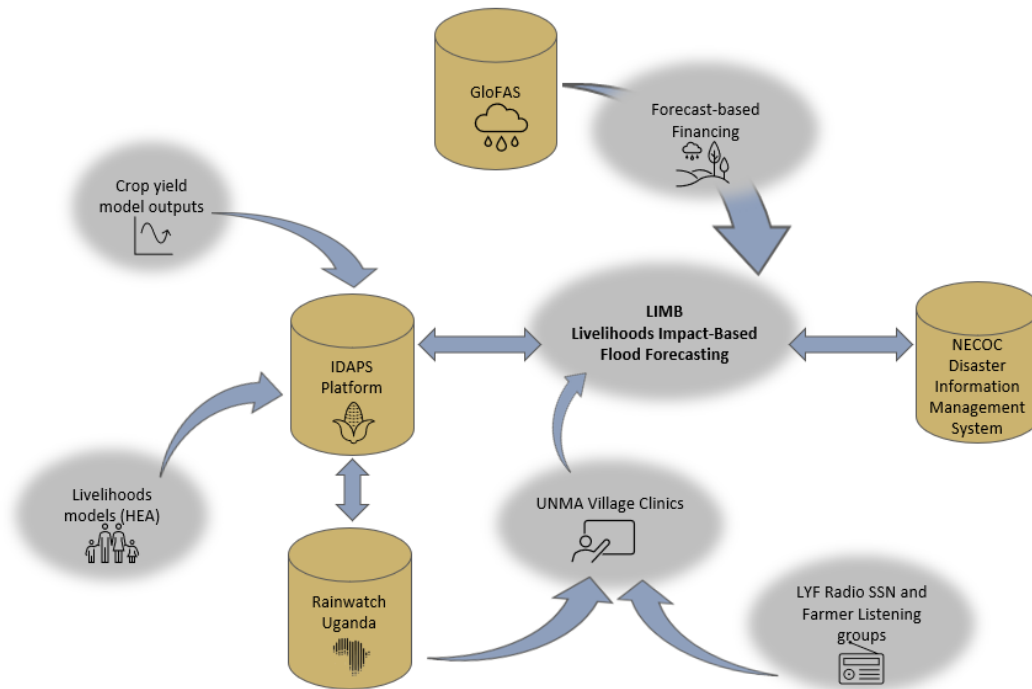 GloFAS
Forecast-based
Financing
Crop yield
model outputs
LIMB
Livelihoods Impact-Based
Flood Forecasting
IDAPS
Platform
NECOC
Disaster
Information
Management
System
Livelihoods
models (HEA)
UNMA Village Clinics
Rainwatch
Uganda
LYF Radio SSN and
Farmer Listening
groups